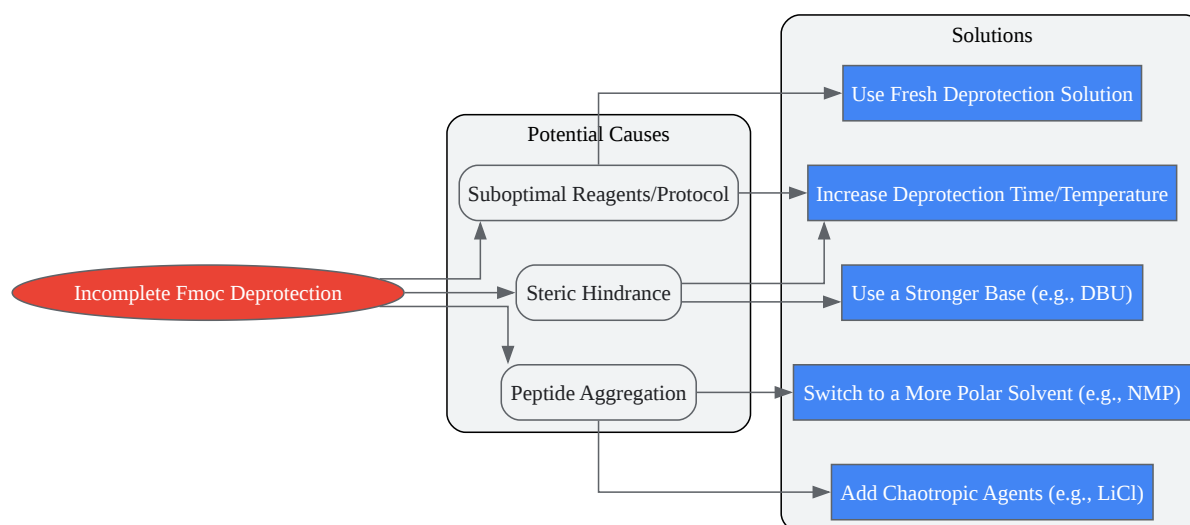 Solutions
Use Fresh Deprotection Solution
Potential Causes
Suboptimal Reagents/Protocol
Increase Deprotection Time/Temperature
Incomplete Fmoc Deprotection
Steric Hindrance
Use a Stronger Base (e.g., DBU)
Peptide Aggregation
Switch to a More Polar Solvent (e.g., NMP)
Add Chaotropic Agents (e.g., LiCl)